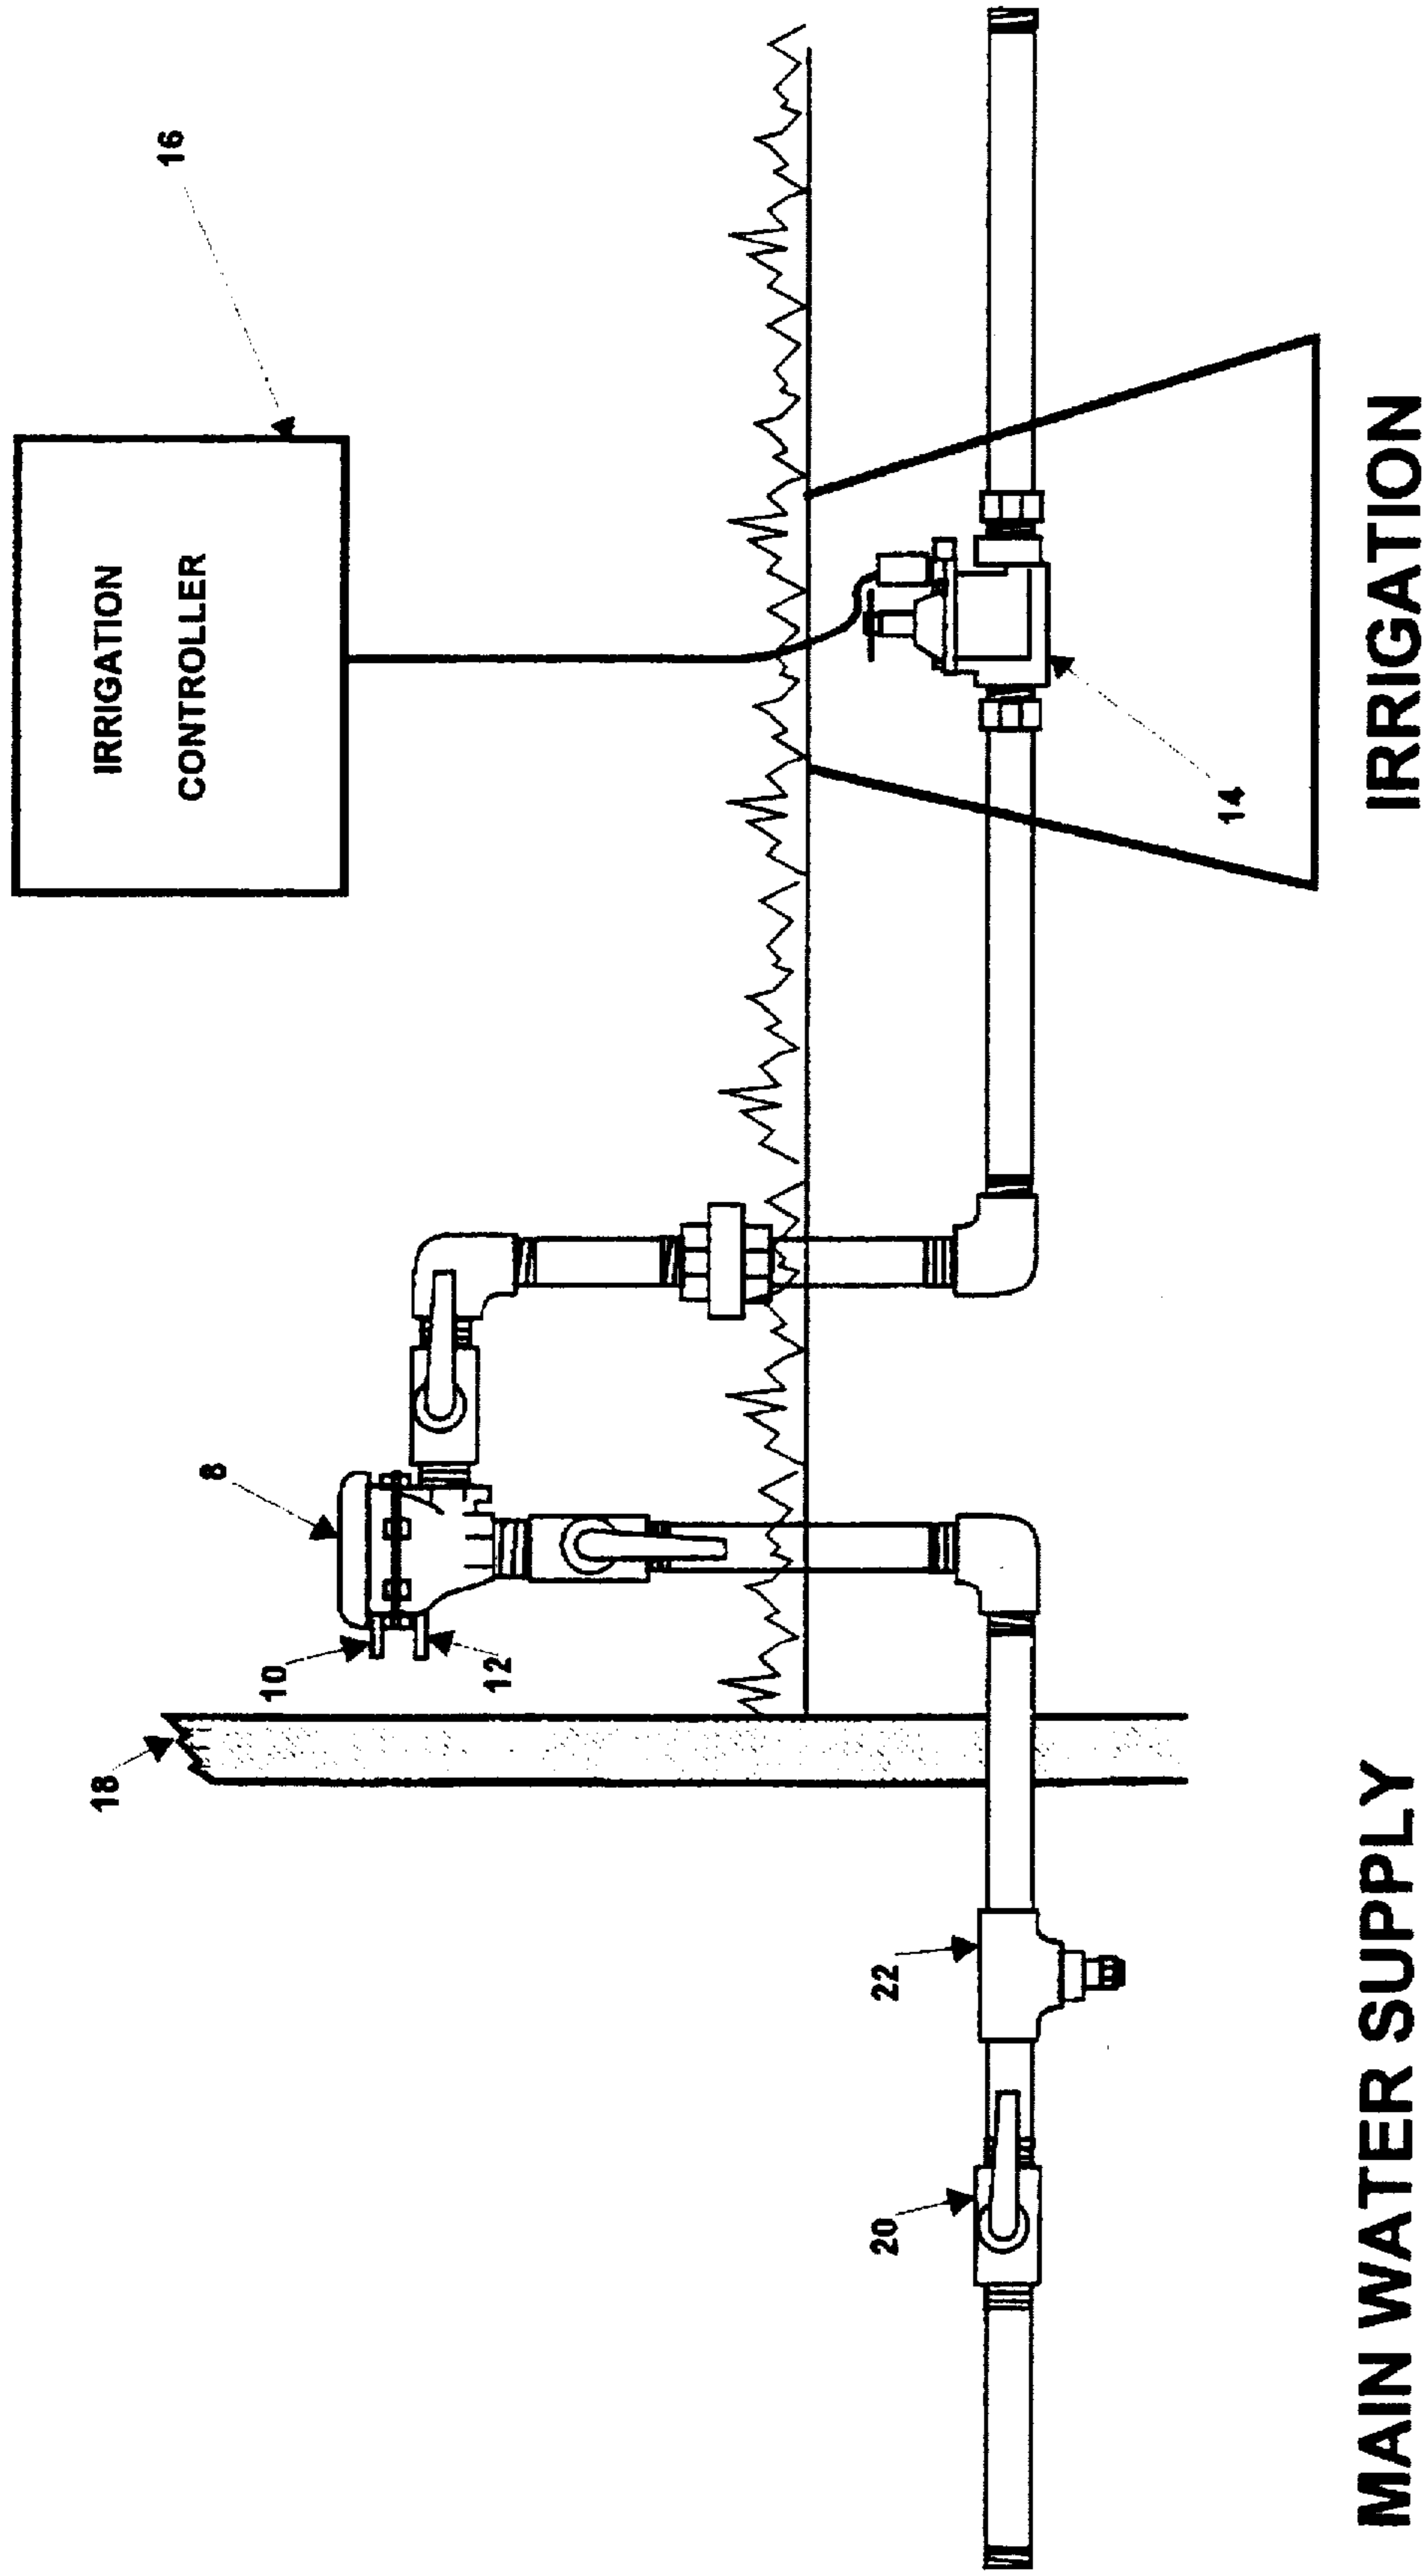 IRRIGATION
CONTROLLER
16
8
10
12
18
14
22
20
MAIN WATER SUPPLY
IRRIGATION